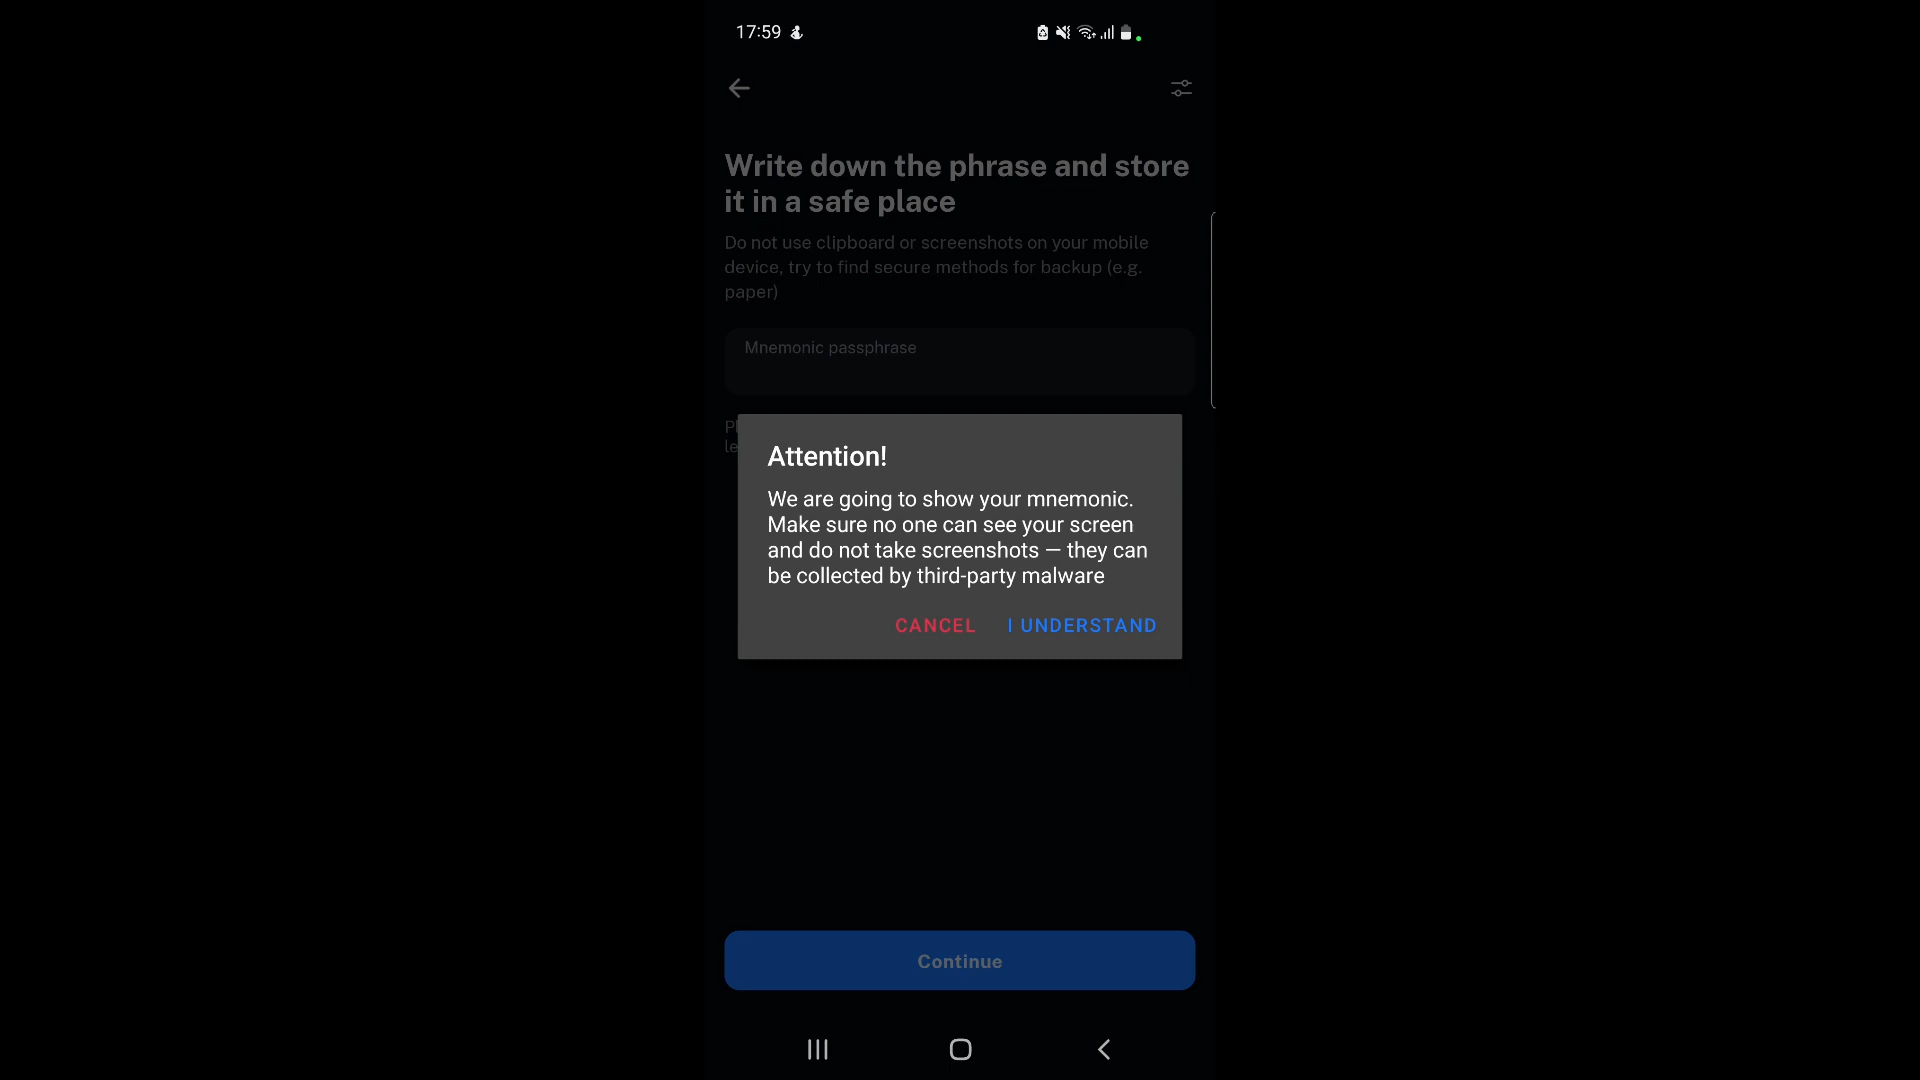 17:59
Write down the phrase and store
it in a safe place
Do not use clipboard or screenshots on your mobile
device, try to find secure methods for backup (e.g.
paper)
Mnemonic passphrase
Attention!
We are going to show your mnemonic.
Make sure no one can see your screen
and do not take screenshots — they can
be collected by third-party malware
CANCEL I UNDERSTAND
Continue